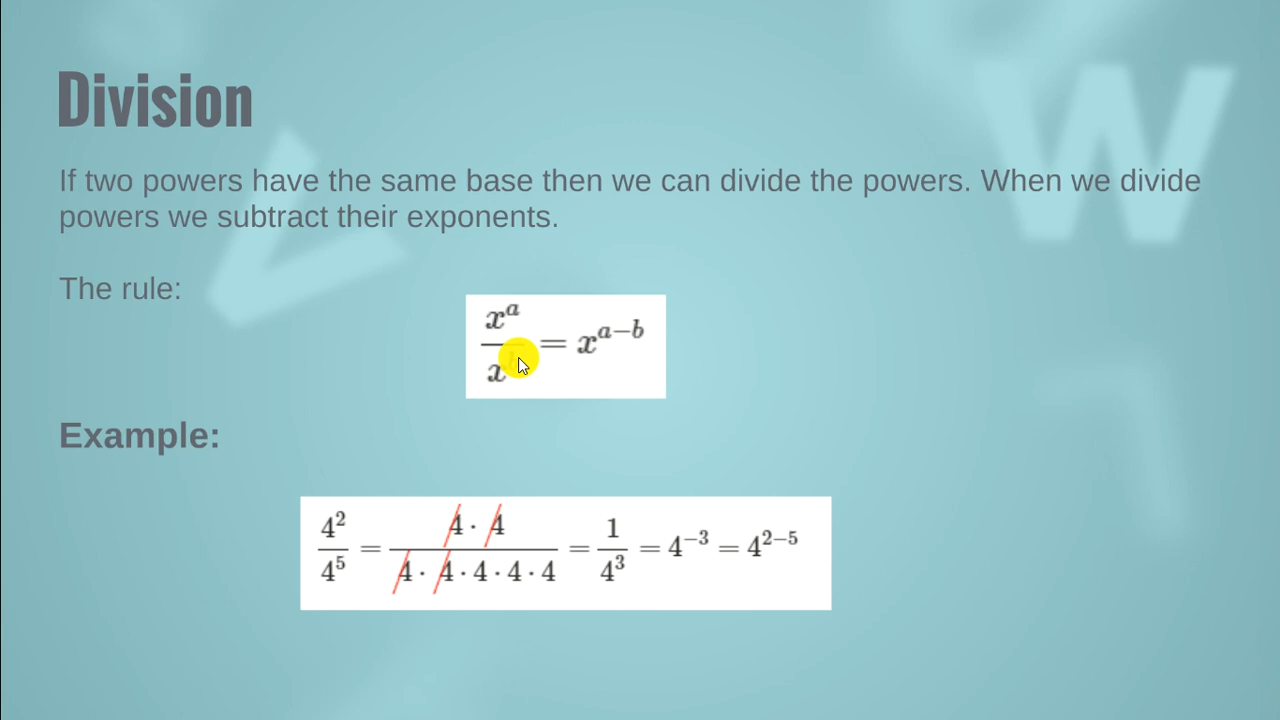 Division
If two powers have the same base then we can divide the powers. When we divide
powers we subtract their exponents.
The rule:
x^a / x = x^{a-b}
Example:
4^2 / 4^5 = 4 · 4 / 4 · 4 · 4 · 4 · 4 = 1 / 4^3 = 4^{-3} = 4^{2-5}
W